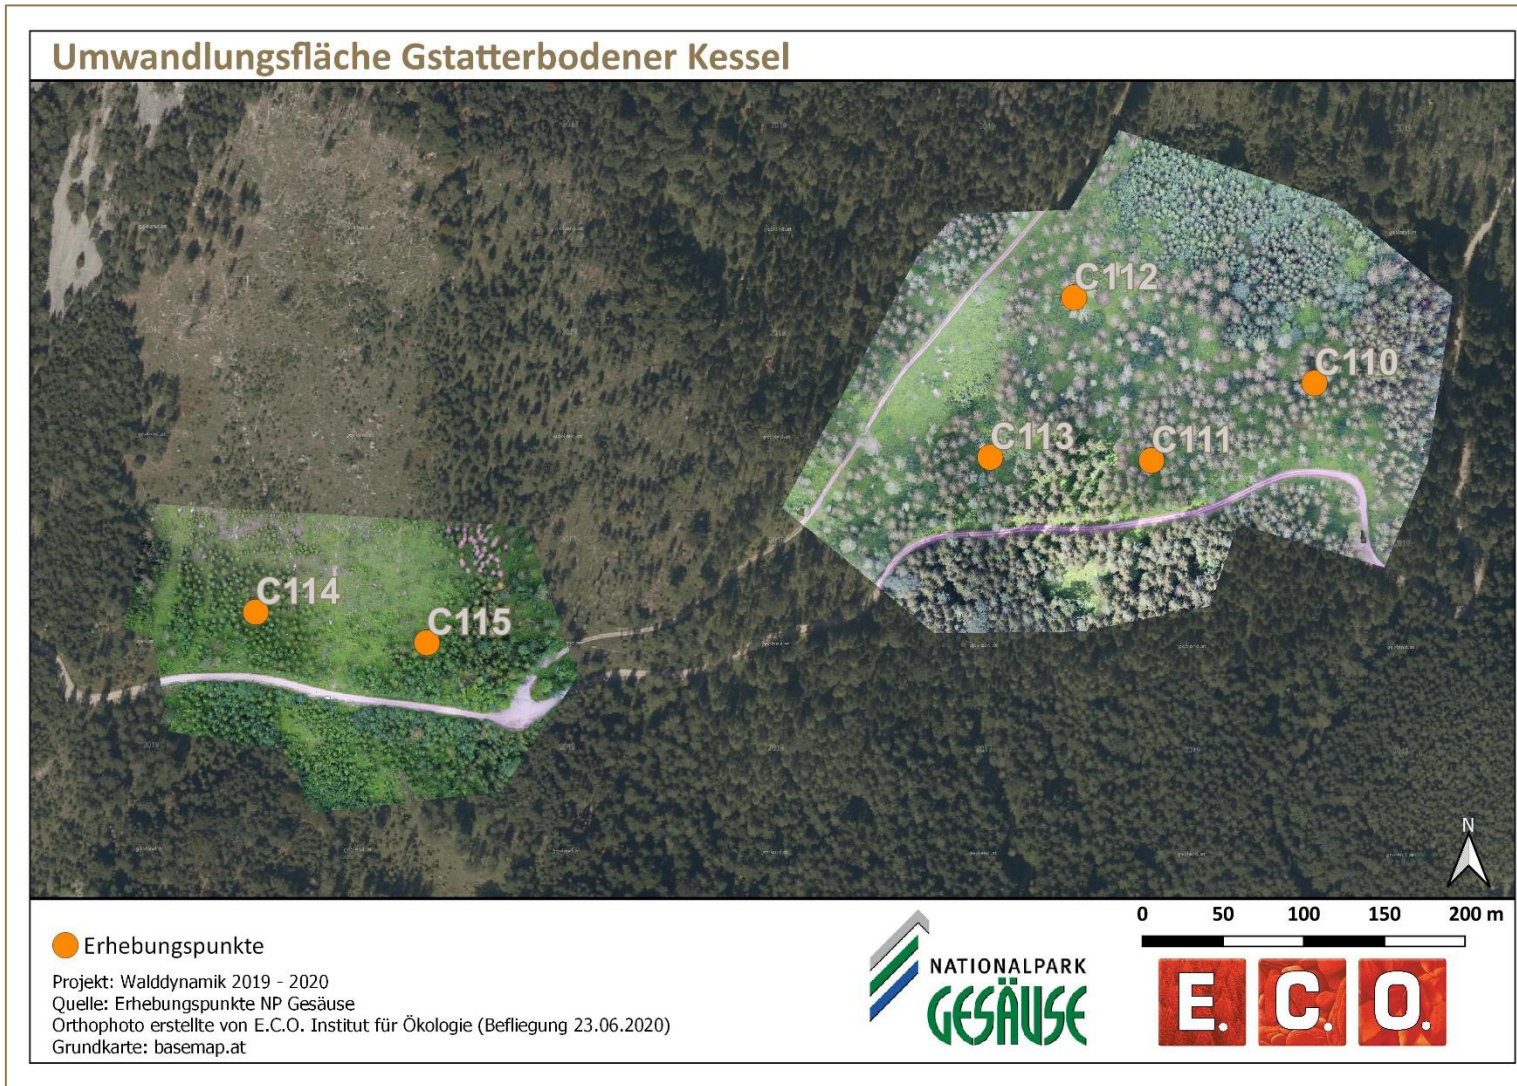 Umwandlungsfläche Gstatterbodener Kessel
C112
C110
C113
C111
C114
C115
N
Erhebungspunkte
Projekt: Walddynamik 2019 - 2020
Quelle: Erhebungspunkte NP Gesäuse
Orthophoto erstellte von E.C.O. Institut für Ökologie (Befliegung 23.06.2020)
Grundkarte: basemap.at
NATIONALPARK
GESÄUSE
0 50 100 150 200 m
E. C. O.